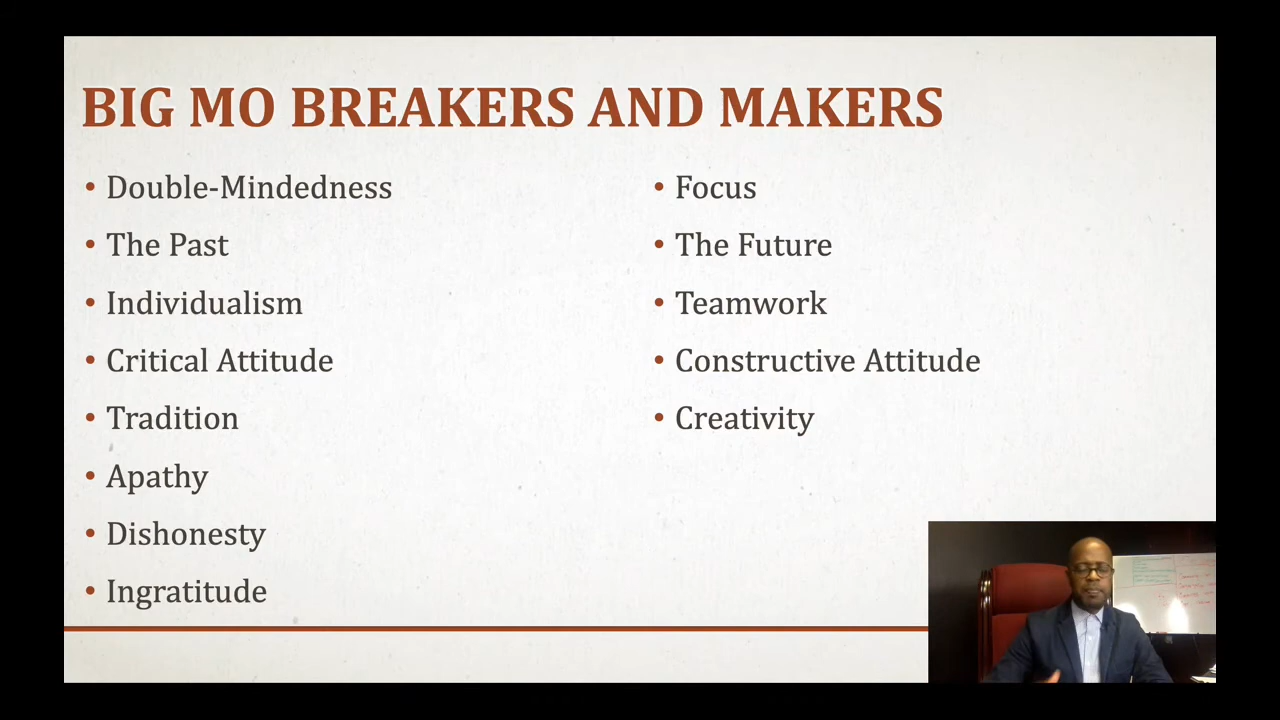 BIG MO BREAKERS AND MAKERS
• Double-Mindedness
• The Past
• Individualism
• Critical Attitude
• Tradition
• Apathy
• Dishonesty
• Ingratitude
• Focus
• The Future
• Teamwork
• Constructive Attitude
• Creativity